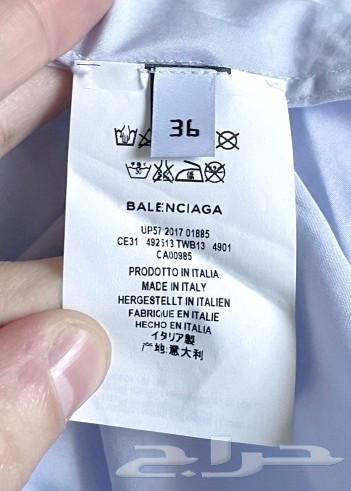 36
BALENCIAGA
UP57 2017 01885
CE31 492513 TWB13 4901
CA00985
PRODOTTO IN ITALIA
MADE IN ITALY
HERGESTELLT IN ITALIEN
FABRIQUE EN ITALIE
HECHO EN ITALIA
イタリア製
产地:意大利
حراج